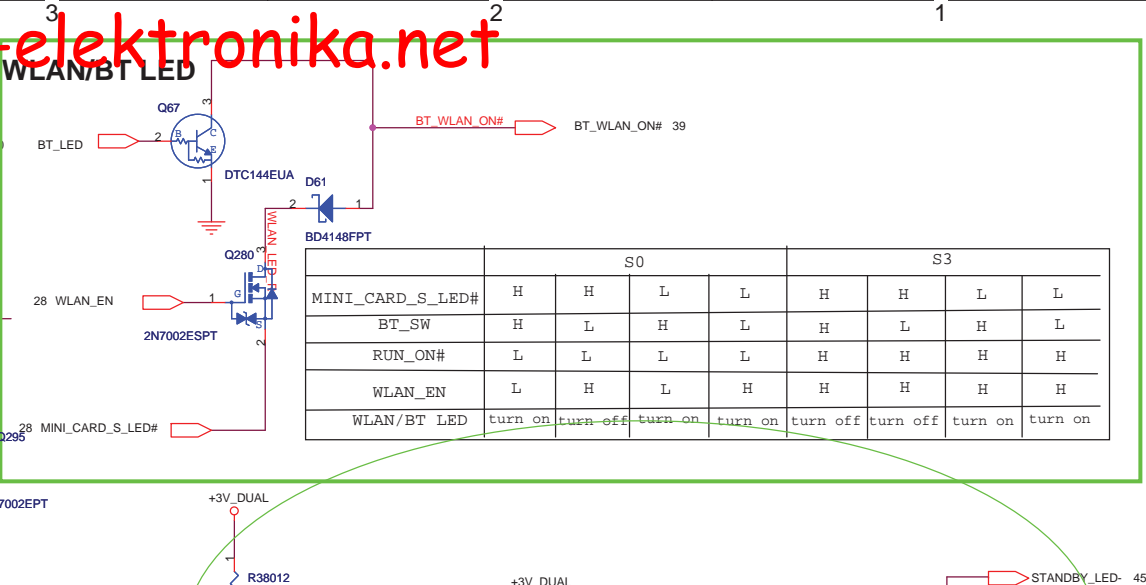 3 2 1
-elektronika.net
WLAN/BT LED
Q67
3
BT_LED
2
B
C
E
1
DTC144EUA
BT_WLAN_ON#
BT_WLAN_ON# 39
D61
2
1
BD4148FPT
WLAN_LED_R
Q280
3
D
28 WLAN_EN
1
G
S
2N7002ESPT
2
28 MINI_CARD_S_LED#
Q295
S0 S3
MINI_CARD_S_LED# H H L L H H L L
BT_SW H L H L H L H L
RUN_ON# L L L L H H H H
WLAN_EN L H L H H H H H
WLAN/BT LED turn on turn off turn on turn on turn off turn off turn on turn on
7002EPT
+3V_DUAL
1
R38012
+3V_DUAL
STANDBY_LED- 45